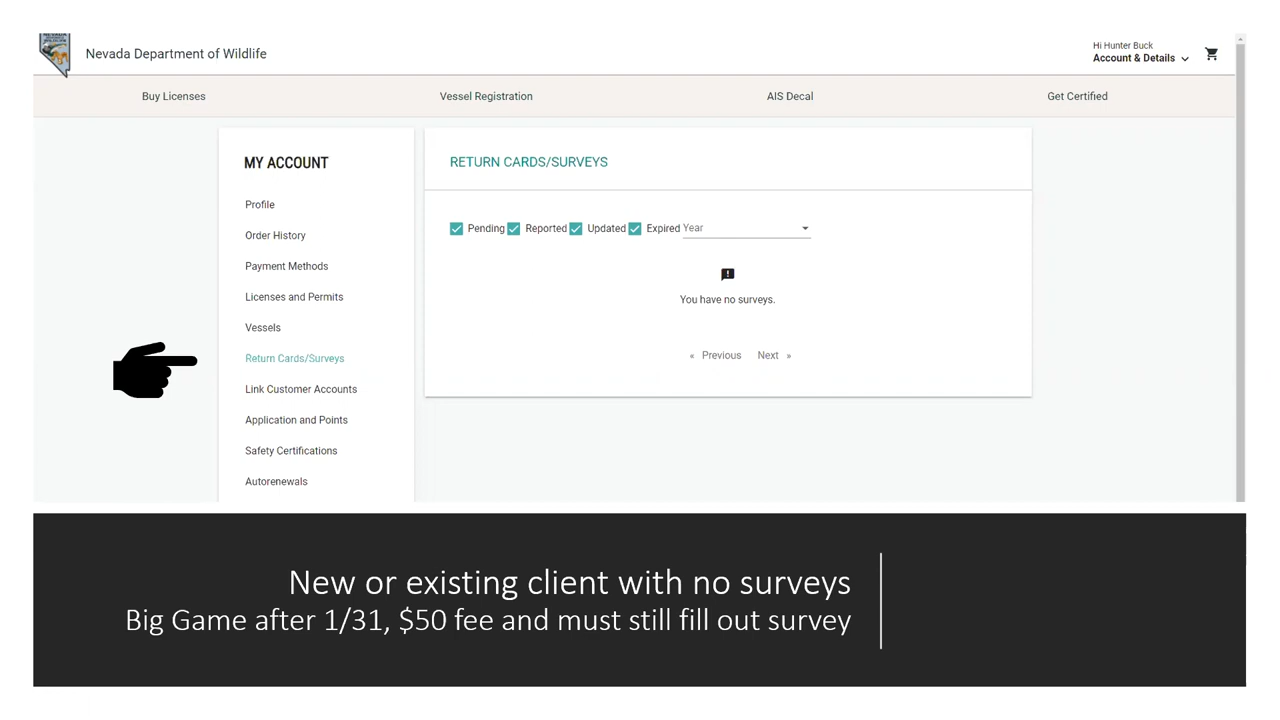 Nevada Department of Wildlife
Hi Hunter Buck
Account & Details
Buy Licenses
Vessel Registration
AIS Decal
Get Certified
MY ACCOUNT
Profile
Order History
Payment Methods
Licenses and Permits
Vessels
Return Cards/Surveys
Link Customer Accounts
Application and Points
Safety Certifications
Autorenewals
RETURN CARDS/SURVEYS
Pending Reported Updated Expired Year
You have no surveys.
« Previous Next »
New or existing client with no surveys
Big Game after 1/31, $50 fee and must still fill out survey